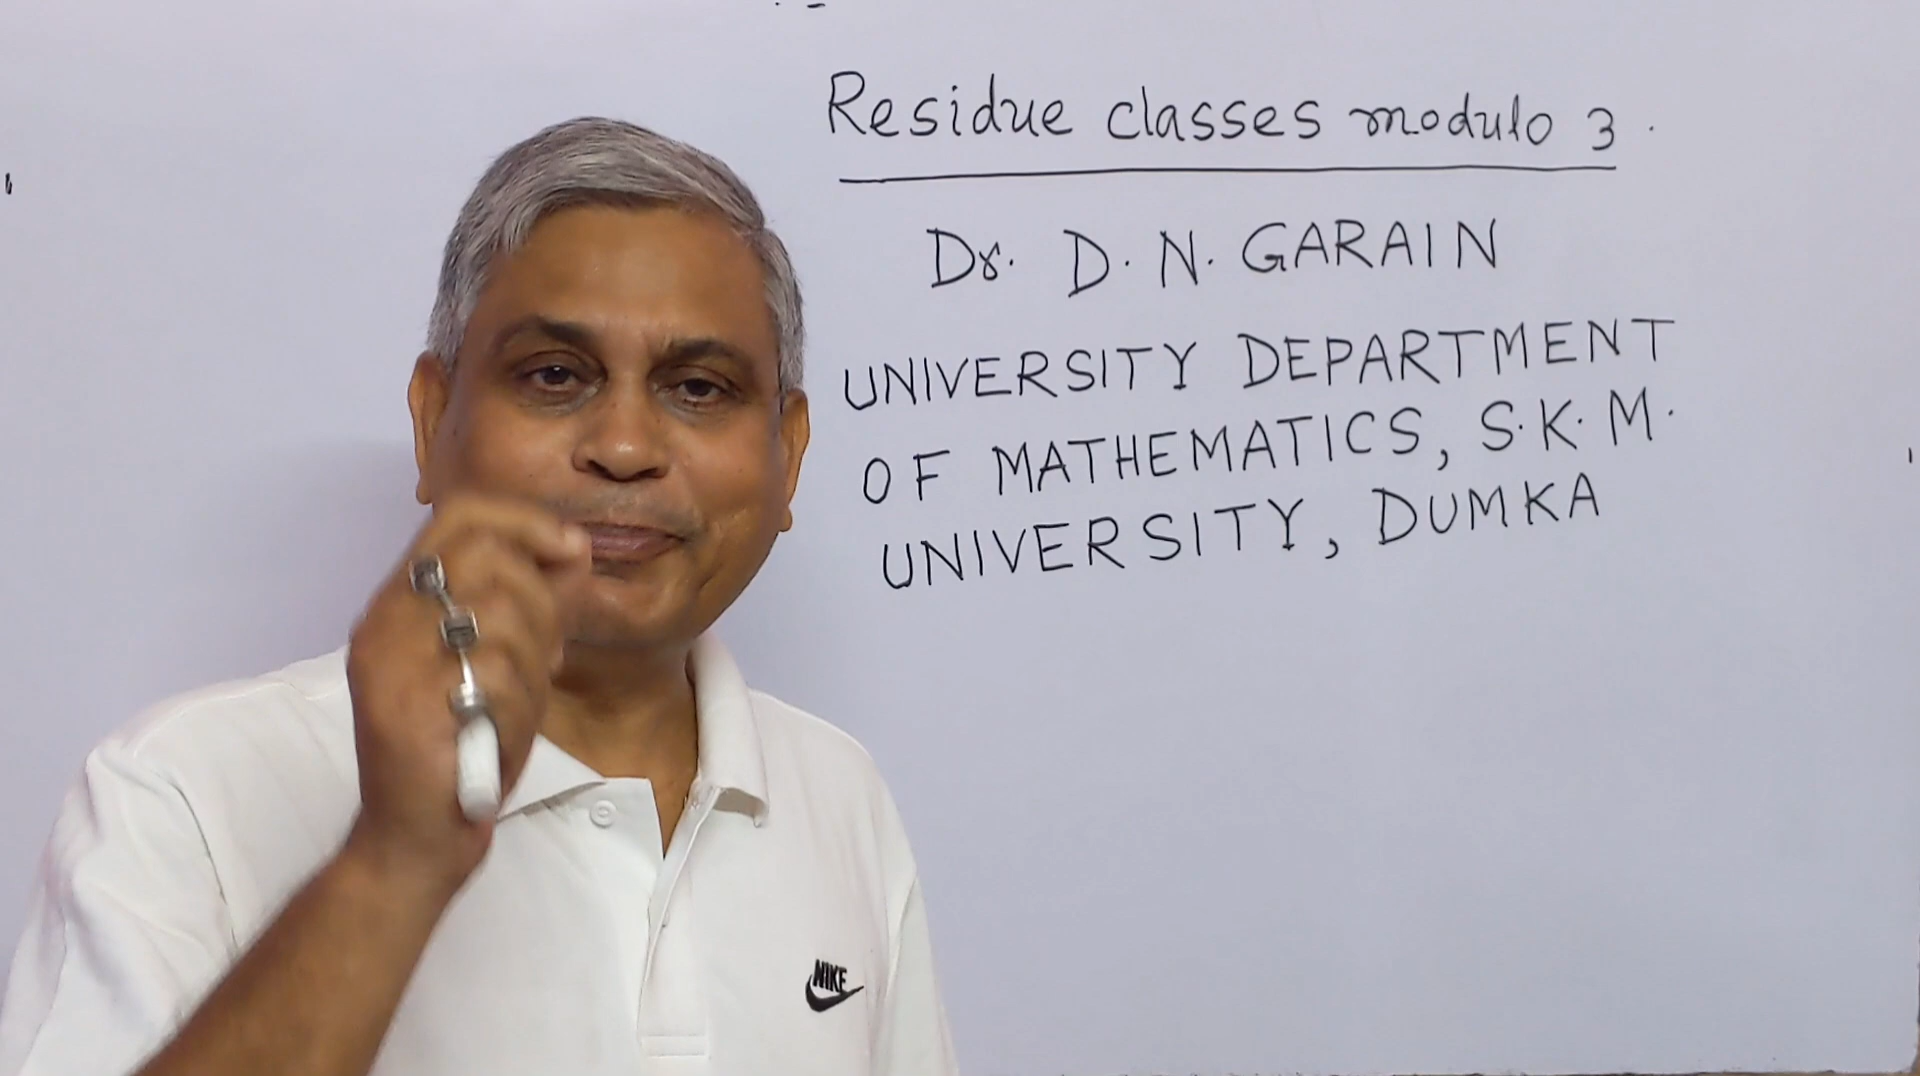 Residue classes modulo 3.
Dr. D. N. GARAIN
UNIVERSITY DEPARTMENT
OF MATHEMATICS, S.K.M.
UNIVERSITY, DUMKA
NIKE